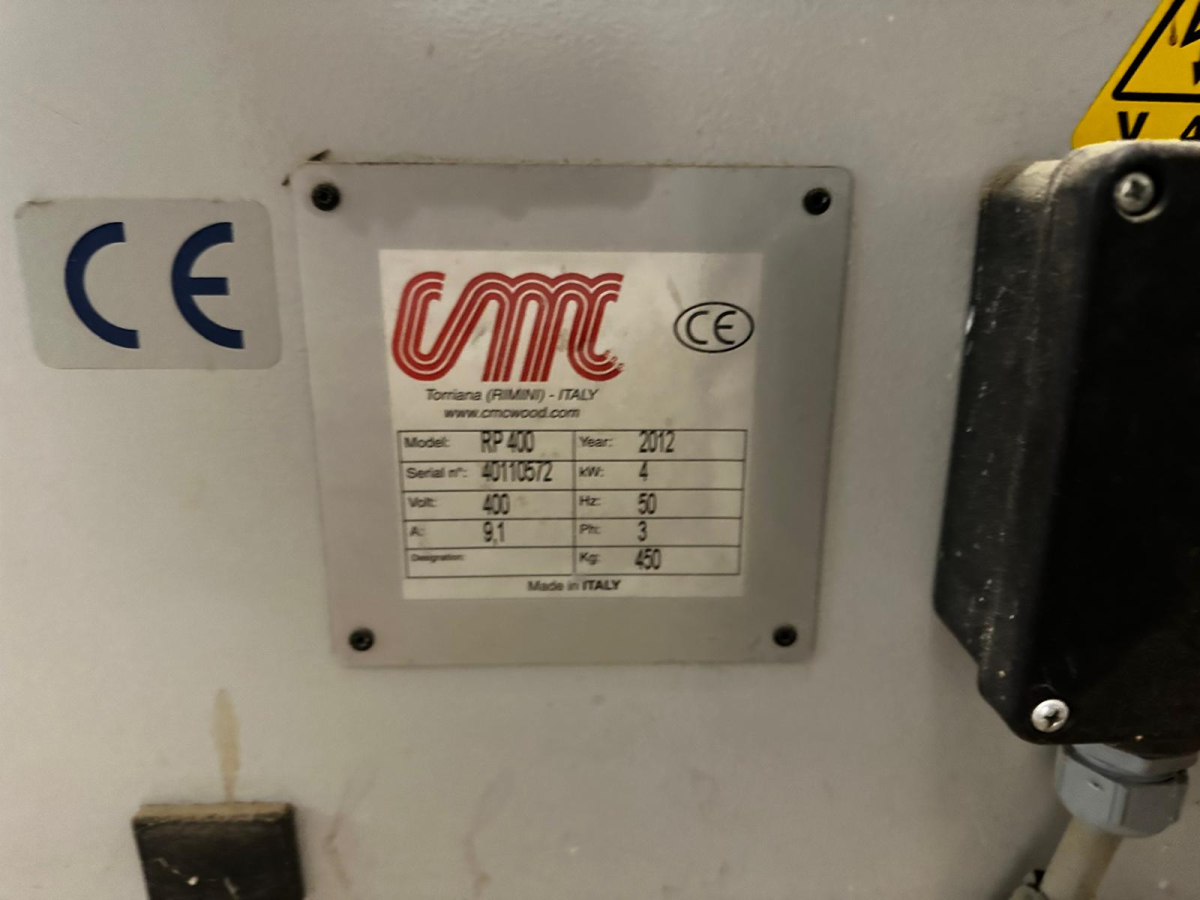 CE
cmc
CE
Torriana (RIMINI) - ITALY
www.cmcwood.com
Model: RP 400 Year: 2012
Serial n°: 40110572 kW: 4
Volt: 400 Hz: 50
A: 9,1 Ph: 3
Designation: Kg: 450
Made in ITALY
V